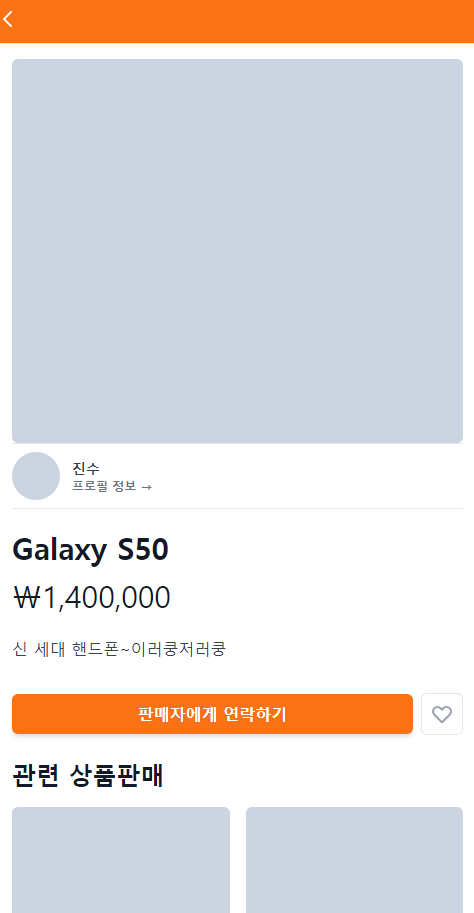 진수
프로필 정보 →
Galaxy S50
₩1,400,000
신 세대 핸드폰~이러쿵저러쿵
판매자에게 연락하기
관련 상품판매